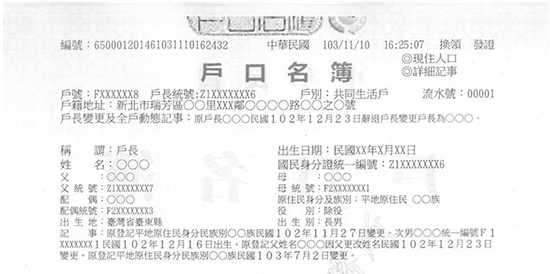 編號：65000120146103111016２432 中華民國 103/11/10 16:25:07 換領 發證
◎現住人口
◎詳細記事
戶口名簿
戶號：FXXXXXX8 戶長統號：Z1XXXXXXX6 戶別：共同生活戶 流水號：00001
戶籍地址：新北市瑞芳區○○里XXX鄰○○○○路○○之○號
戶長變更及全戶動態記事：原戶長○○○民國102年12月23日辭退戶長變更戶長為○○○。
稱謂：戶長 出生日期：民國XX年X月XX日
姓名：○○○ 國民身分證統一編號：Z1XXXXXXX6
父：○○○ 母：○○○
父統號：Z1XXXXXXX7 母統號：F2XXXXXXX1
配偶：○○○ 原住民身分及族別：平地原住民 ○○族
配偶統號：F2XXXXXXX3 役別：除役
出生地：臺灣省臺東縣 出生別：長男
記事：原登記平地原住民身分民族別○○族民國102年11月27日變更。次男○○○統一編號F1
XXXXXXX1民國102年12月16日出生。原登記父姓名○○○因父更改姓名民國102年12月23日
變更。原登記民族別○○族民國103年7月2日變更。